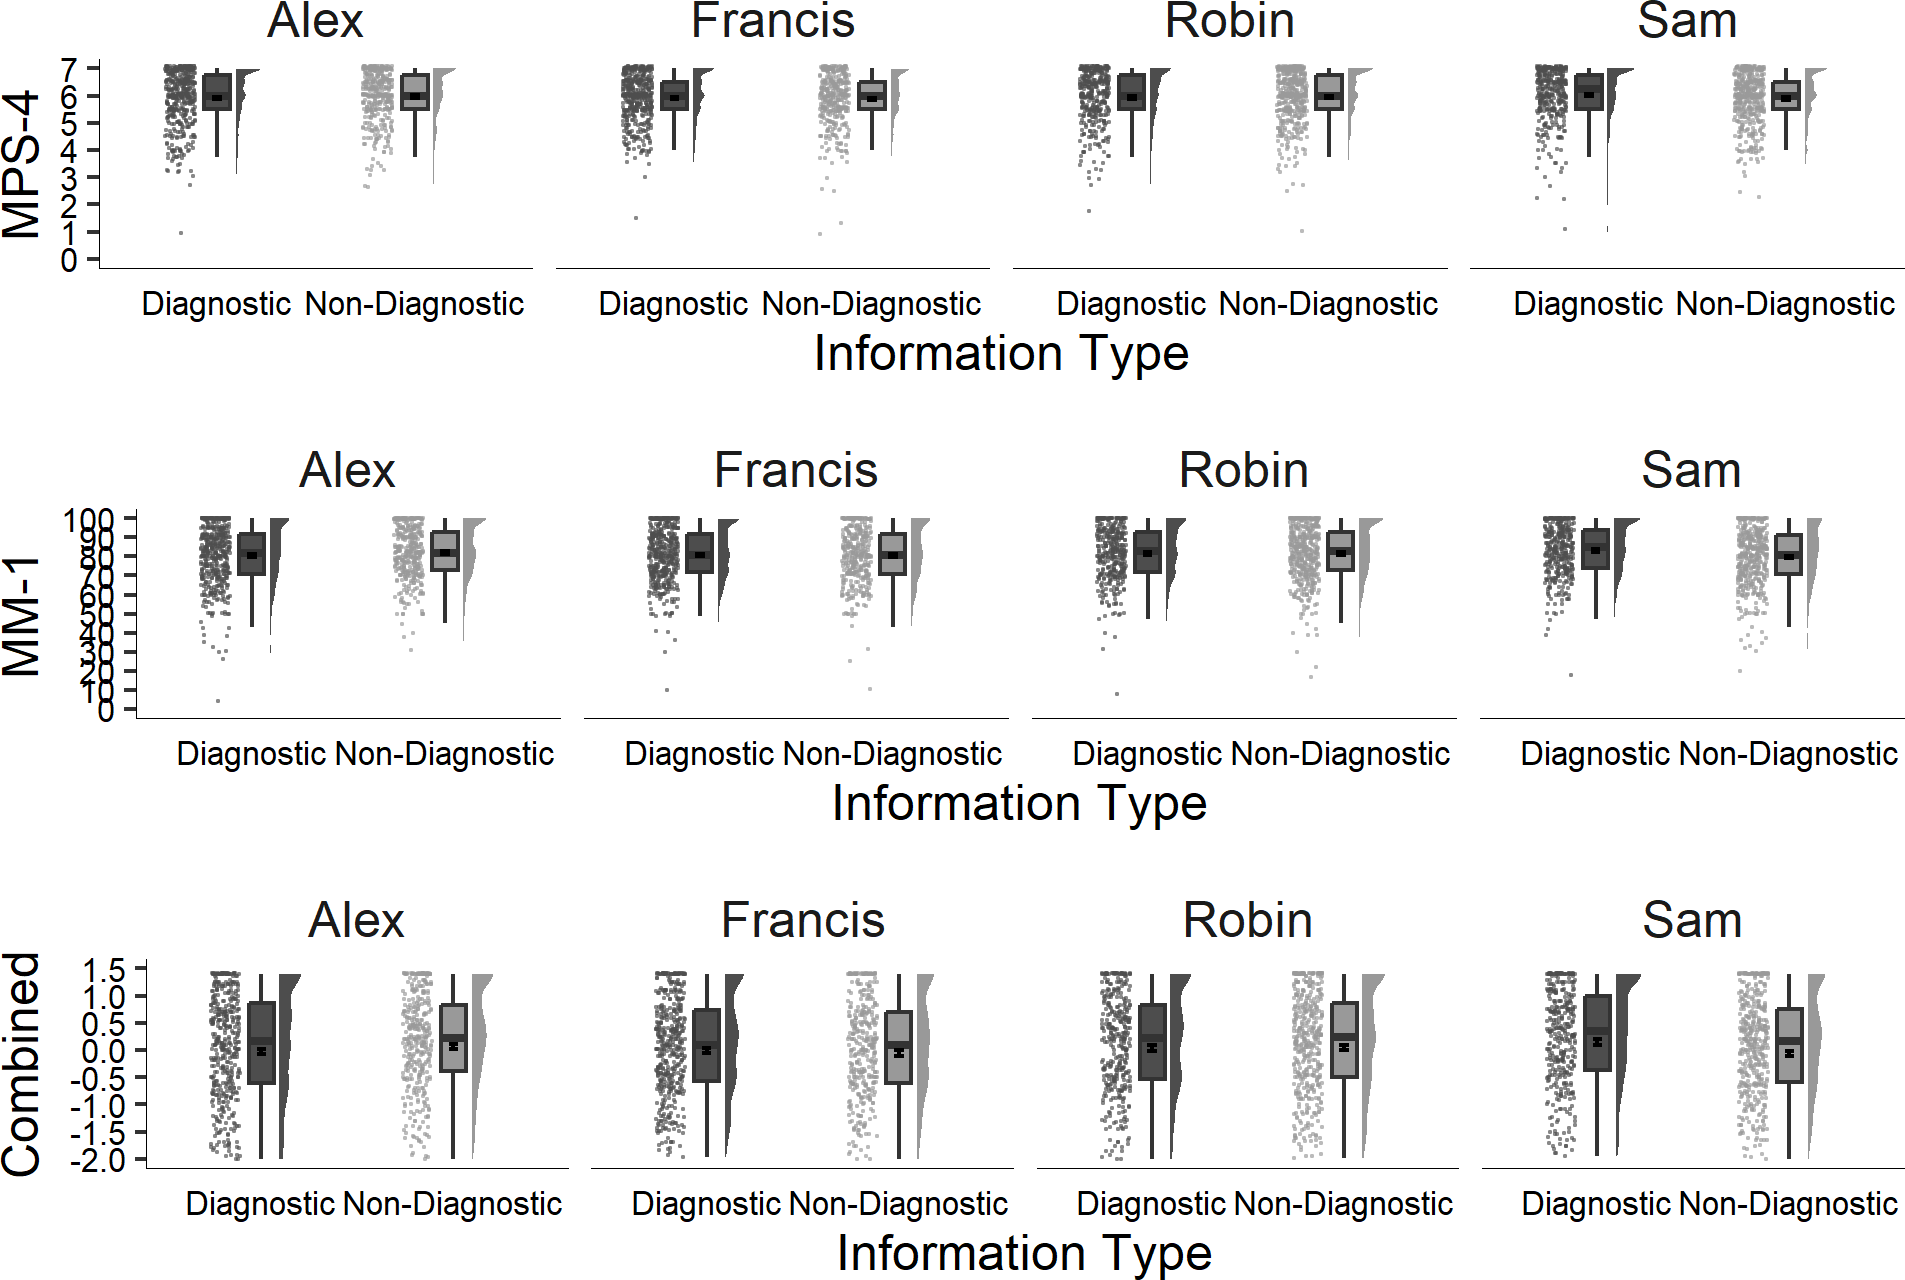 Alex Francis Robin Sam
MPS-4
7
6
5
4
3
2
1
0
Diagnostic Non-Diagnostic Diagnostic Non-Diagnostic Diagnostic Non-Diagnostic Diagnostic Non-Diagnostic
Information Type
Alex Francis Robin Sam
MM-1
100
90
80
70
60
50
40
30
20
10
0
Diagnostic Non-Diagnostic Diagnostic Non-Diagnostic Diagnostic Non-Diagnostic Diagnostic Non-Diagnostic
Information Type
Alex Francis Robin Sam
Combined
1.5
1.0
0.5
0.0
-0.5
-1.0
-1.5
-2.0
Diagnostic Non-Diagnostic Diagnostic Non-Diagnostic Diagnostic Non-Diagnostic Diagnostic Non-Diagnostic
Information Type